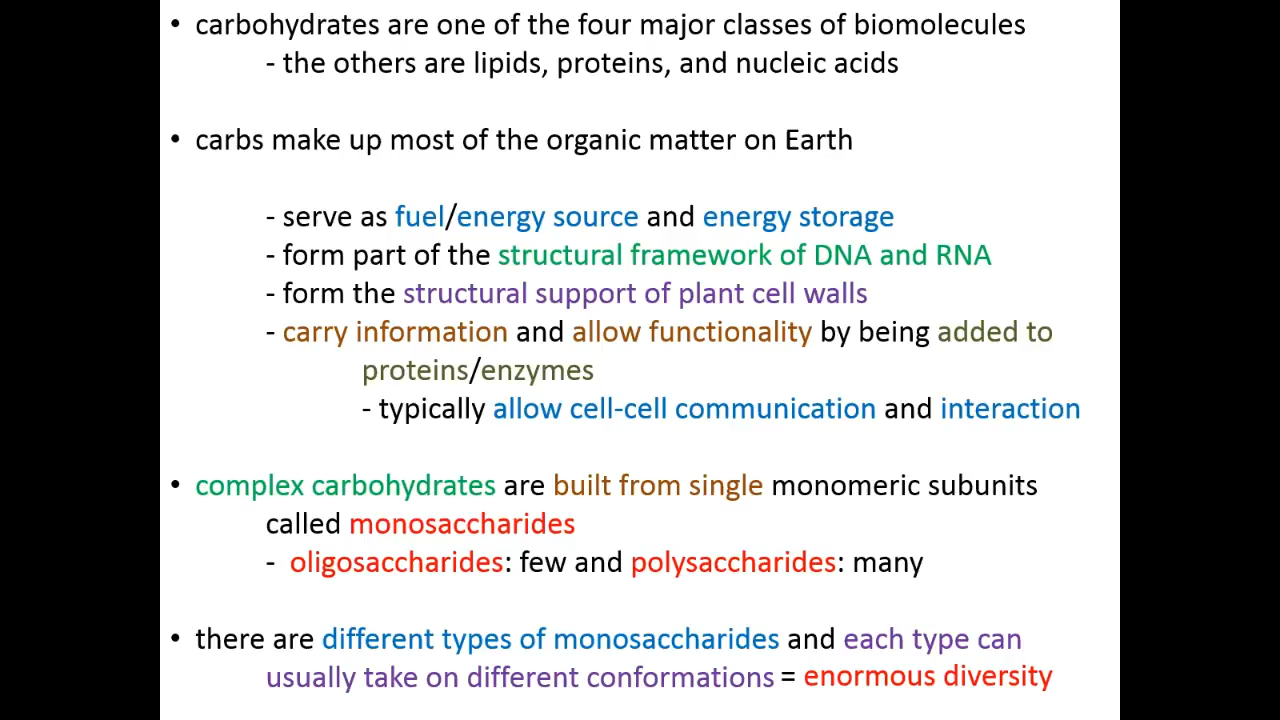 • carbohydrates are one of the four major classes of biomolecules
- the others are lipids, proteins, and nucleic acids
• carbs make up most of the organic matter on Earth
- serve as fuel/energy source and energy storage
- form part of the structural framework of DNA and RNA
- form the structural support of plant cell walls
- carry information and allow functionality by being added to
proteins/enzymes
- typically allow cell-cell communication and interaction
• complex carbohydrates are built from single monomeric subunits
called monosaccharides
- oligosaccharides: few and polysaccharides: many
• there are different types of monosaccharides and each type can
usually take on different conformations = enormous diversity